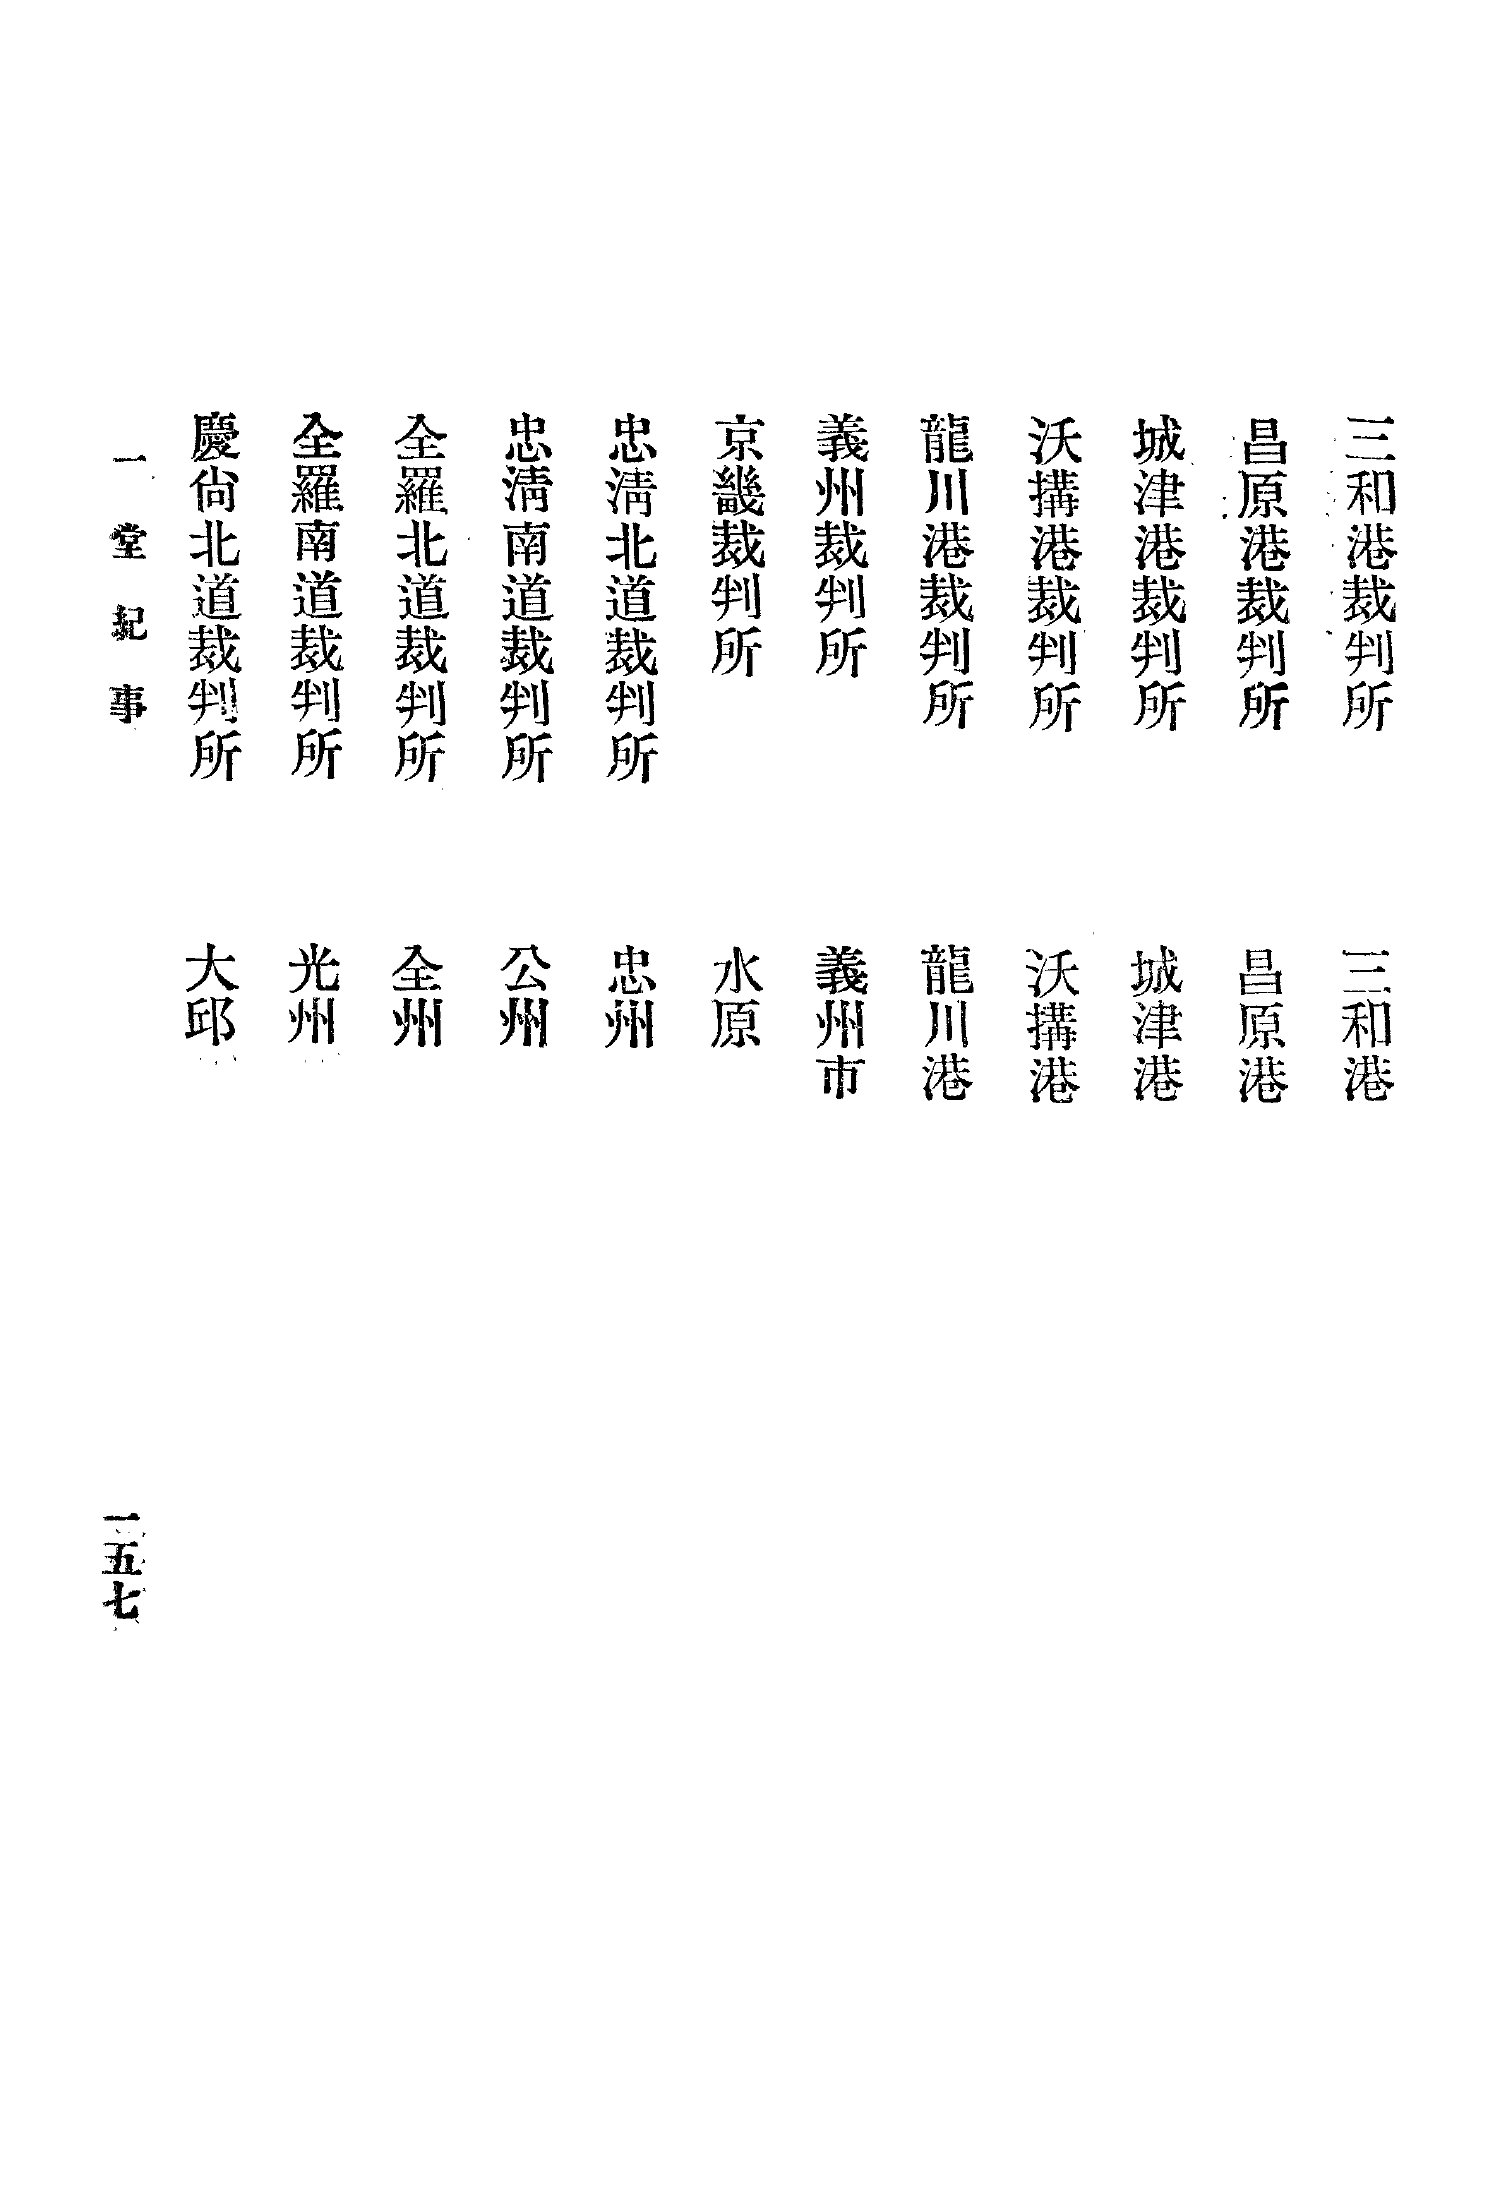 三和港裁判所　三和港
昌原港裁判所　昌原港
城津港裁判所　城津港
沃搆港裁判所　沃搆港
龍川港裁判所　龍川港
義州裁判所　義州市
京畿裁判所　水原
忠淸北道裁判所　忠州
忠淸南道裁判所　公州
全羅北道裁判所　全州
全羅南道裁判所　光州
慶尙北道裁判所　大邱
一堂紀事　一五七